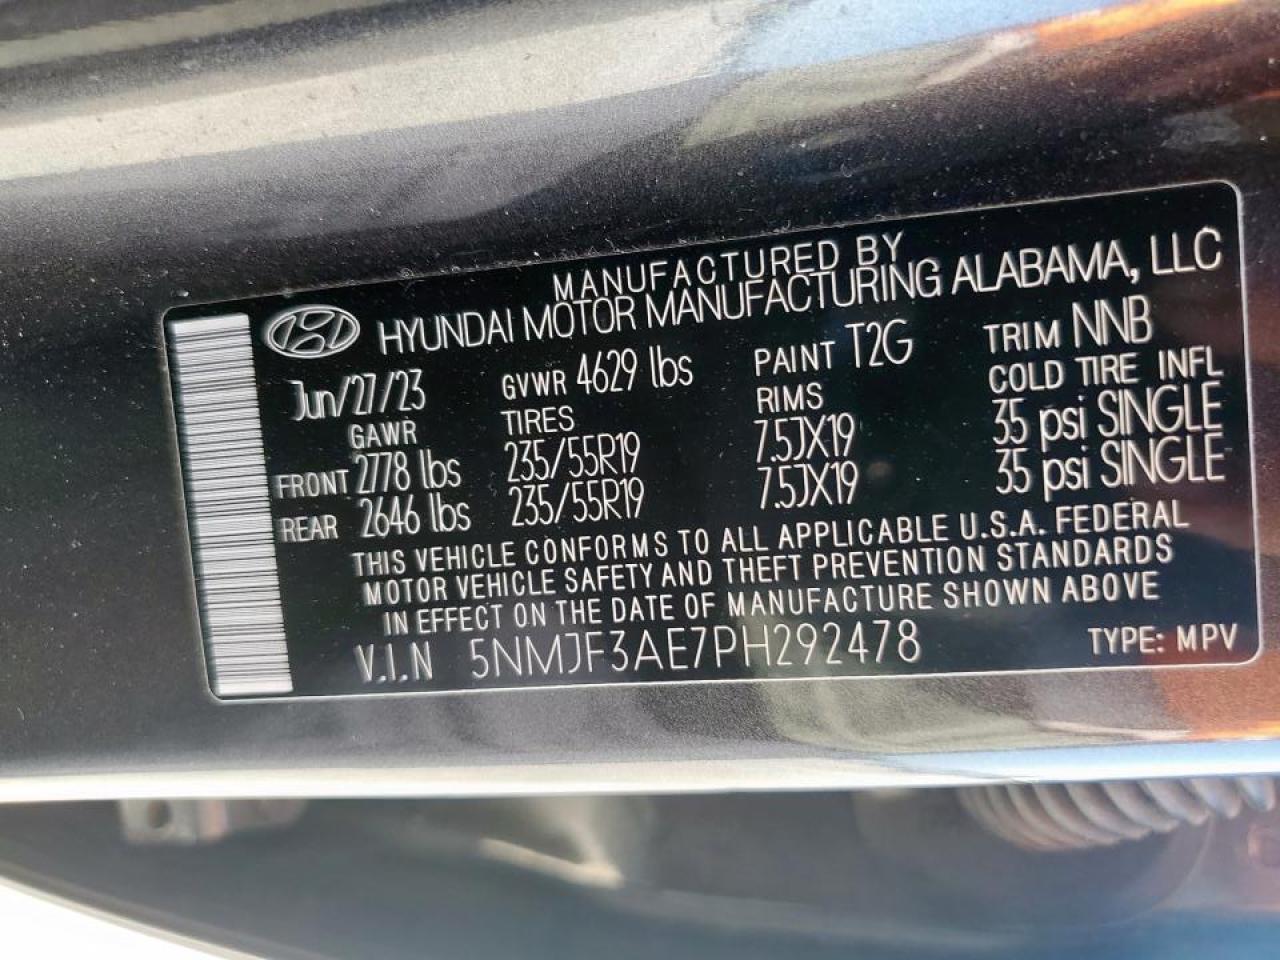 MANUFACTURED BY
HYUNDAI MOTOR MANUFACTURING ALABAMA, LLC
Jun/27/23 GVWR 4629 lbs PAINT T2G TRIM NNB
GAWR TIRES RIMS COLD TIRE INFL
FRONT 2778 lbs 235/55R19 7.5JX19 35 psi SINGLE
REAR 2646 lbs 235/55R19 7.5JX19 35 psi SINGLE
THIS VEHICLE CONFORMS TO ALL APPLICABLE U.S.A. FEDERAL
MOTOR VEHICLE SAFETY AND THEFT PREVENTION STANDARDS
IN EFFECT ON THE DATE OF MANUFACTURE SHOWN ABOVE
V.I.N 5NMJF3AE7PH292478 TYPE: MPV